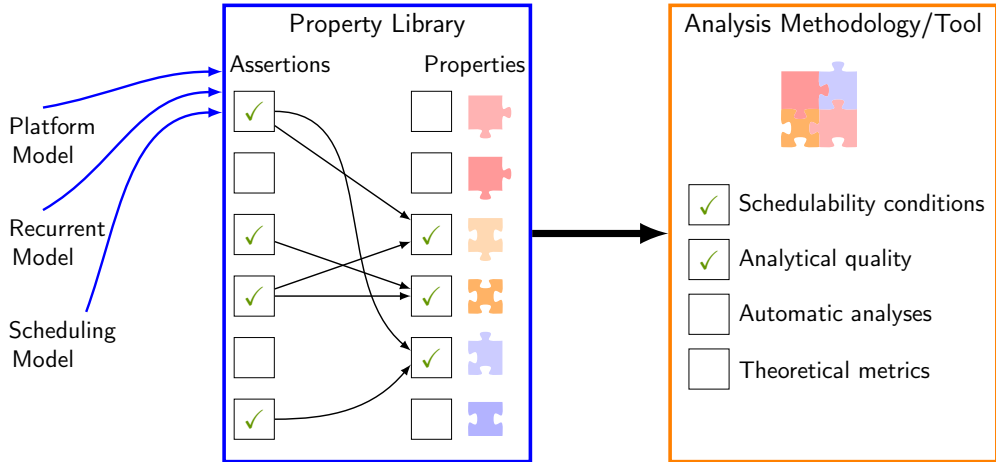 Property Library
Assertions
Properties
Platform
Model
Recurrent
Model
Scheduling
Model
Analysis Methodology/Tool
Schedulability conditions
Analytical quality
Automatic analyses
Theoretical metrics